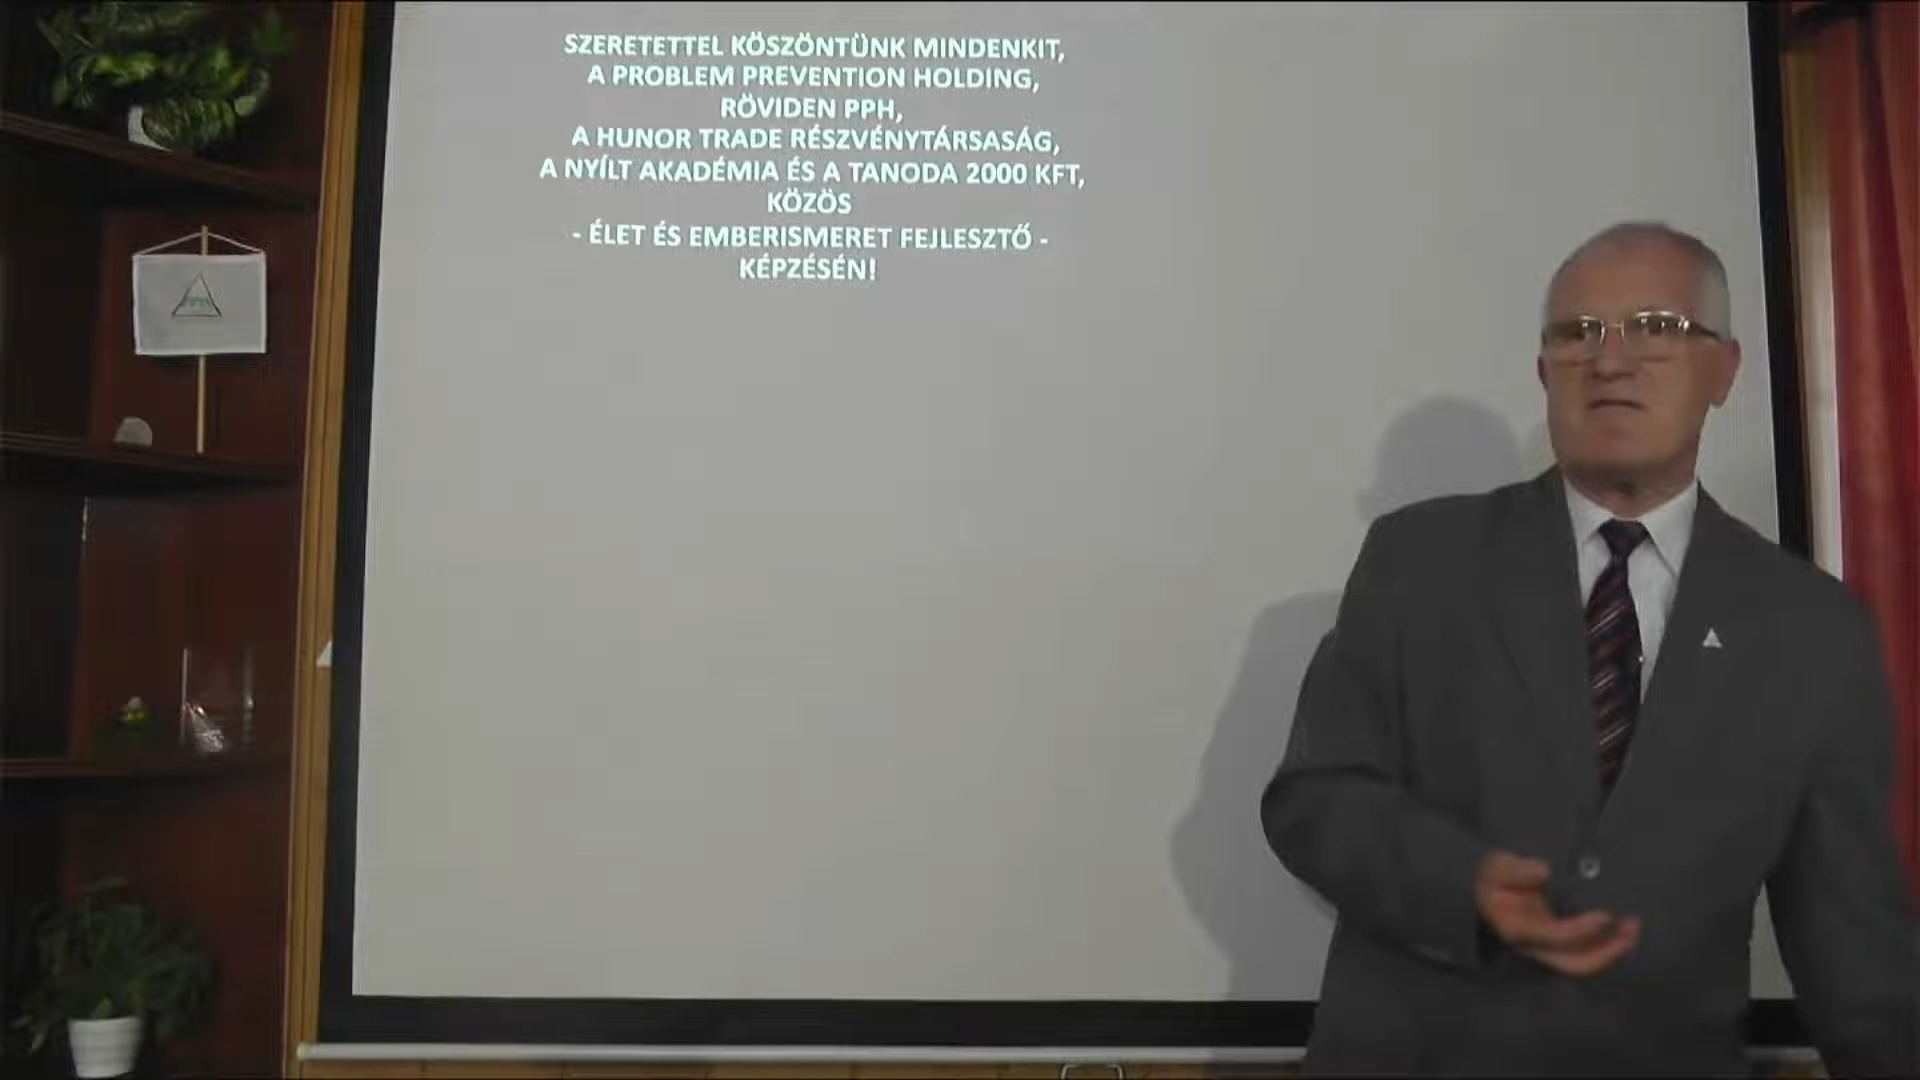 SZERETETTEL KÖSZÖNTÜNK MINDENKIT,
A PROBLEM PREVENTION HOLDING,
RÖVIDEN PPH,
A HUNOR TRADE RÉSZVÉNYTÁRSASÁG,
A NYÍLT AKADÉMIA ÉS A TANODA 2000 KFT,
KÖZÖS
- ÉLET ÉS EMBERISMERET FEJLESZTŐ -
KÉPZÉSÉN!